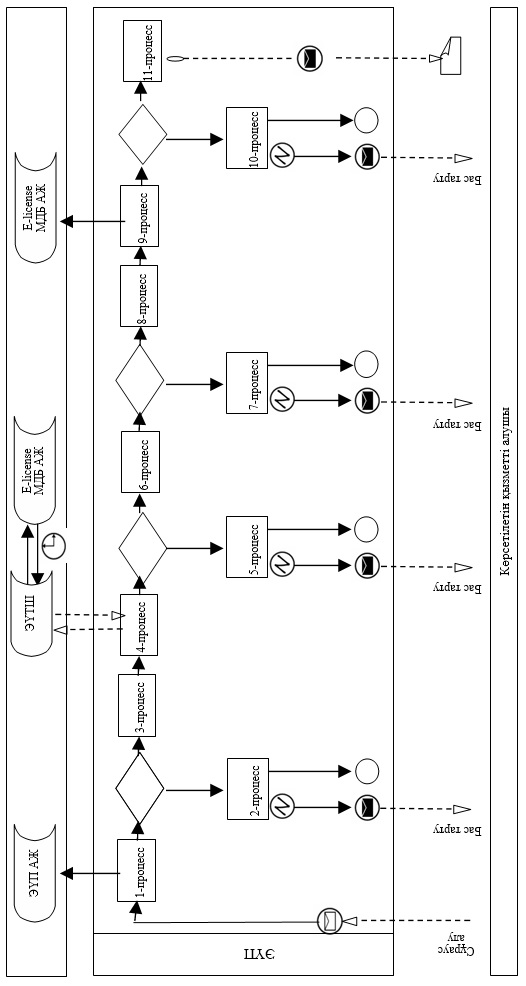 ЭҮП АЖ
ЭҮТШ
E-license
МДБ АЖ
E-license
МДБ АЖ
ЭҮП
1-процесс
3-процесс
4-процесс
6-процесс
8-процесс
9-процесс
11-процесс
2-процесс
5-процесс
7-процесс
10-процесс
Сұраус
алу
Бас тарту
Бас тарту
Бас тарту
Бас тарту
Көрсетілетін қызметті алушы